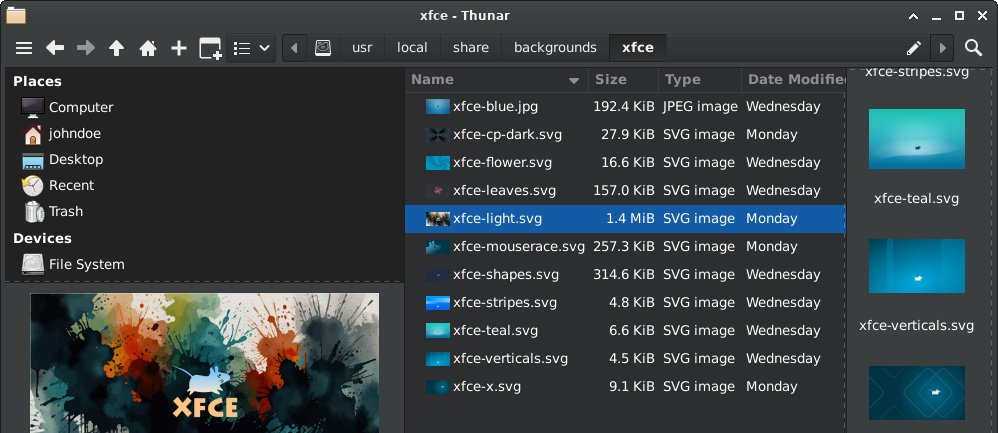 xfce - Thunar
usr local share backgrounds xfce
Places
Computer
johndoe
Desktop
Recent
Trash
Devices
File System
XFCE
Name Size Type Date Modified
xfce-blue.jpg 192.4 KiB JPEG image Wednesday
xfce-cp-dark.svg 27.9 KiB SVG image Monday
xfce-flower.svg 16.6 KiB SVG image Wednesday
xfce-leaves.svg 157.0 KiB SVG image Wednesday
xfce-light.svg 1.4 MiB SVG image Monday
xfce-mouserace.svg 257.3 KiB SVG image Monday
xfce-shapes.svg 314.6 KiB SVG image Wednesday
xfce-stripes.svg 4.8 KiB SVG image Wednesday
xfce-teal.svg 6.6 KiB SVG image Wednesday
xfce-verticals.svg 4.5 KiB SVG image Wednesday
xfce-x.svg 9.1 KiB SVG image Monday
xfce-stripes.svg
xfce-teal.svg
xfce-verticals.svg